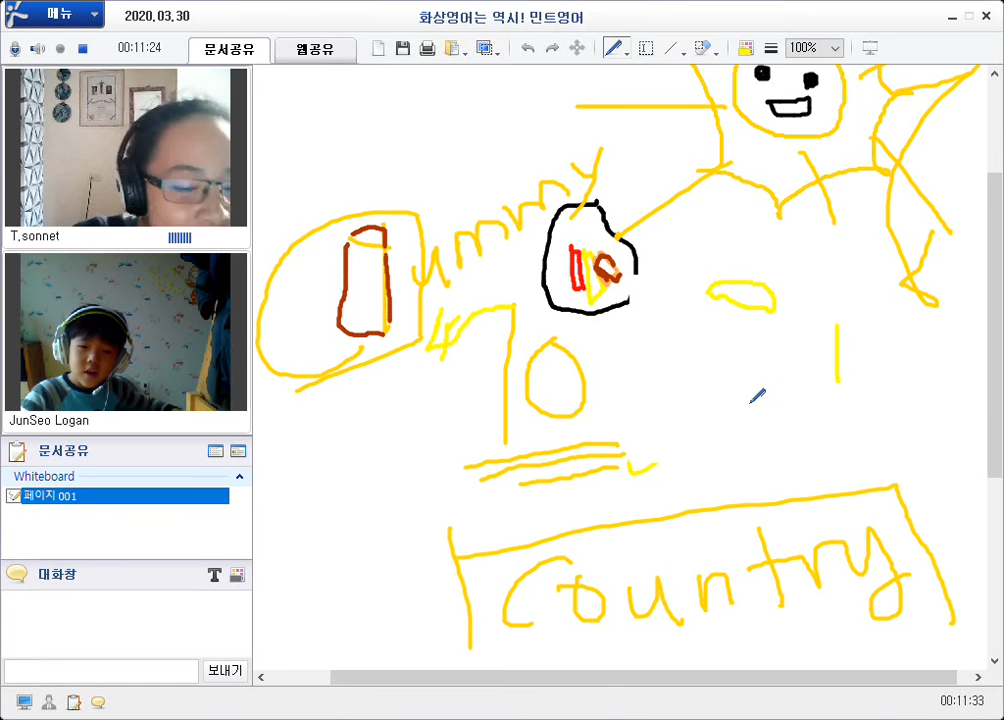 메뉴
2020,03,30
화상영어는 역시! 민트영어
00:11:24
문서공유
웹공유
100%
T.sonnet
JunSeo Logan
문서공유
Whiteboard
페이지 001
대화창
보내기
ummmy
Country
00:11:33